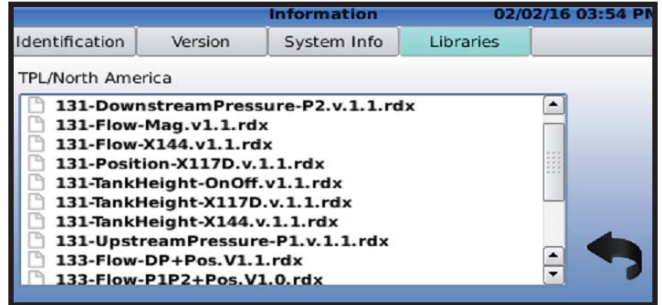 Information 02/02/16 03:54 PM
Identification Version System Info Libraries
TPL/North America
131-DownstreamPressure-P2.v.1.1.rdx
131-Flow-Mag.v1.1.rdx
131-Flow-X144.v1.1.rdx
131-Position-X117D.v.1.1.rdx
131-TankHeight-OnOff.v1.1.rdx
131-TankHeight-X117D.v.1.1.rdx
131-TankHeight-X144.v.1.1.rdx
131-UpstreamPressure-P1.v.1.1.rdx
133-Flow-DP+Pos.V1.1.rdx
133-Flow-P1P2+Pos.V1.0.rdx